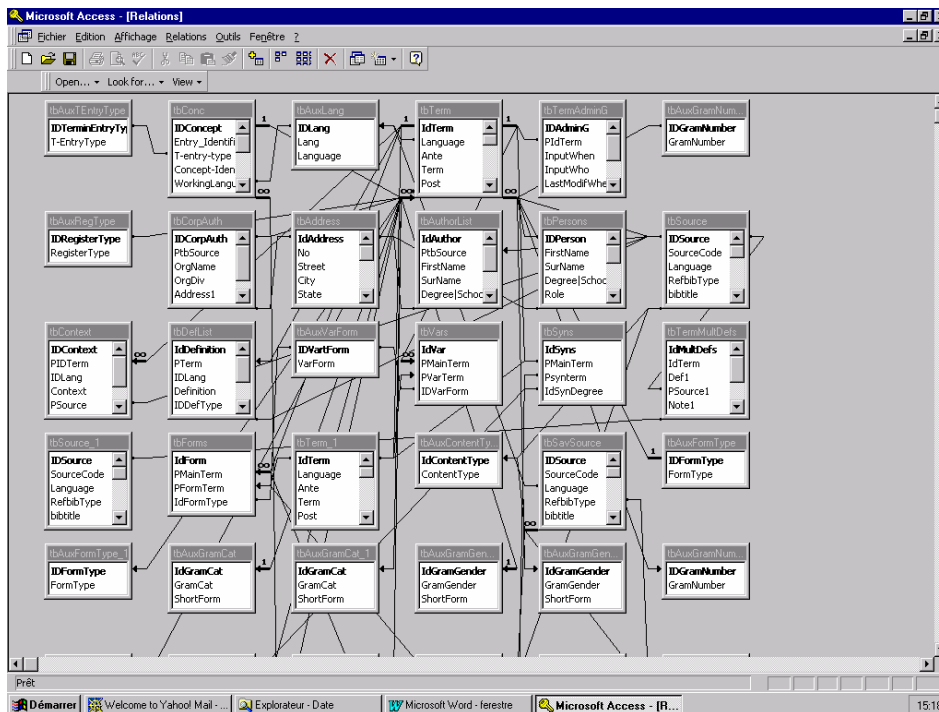 Microsoft Access - [Relations]
Fichier Edition Affichage Relations Outils Fenêtre ?
Open... Look for... View
tbAuxTEntryType
IDTerminEntryTy
T-EntryType
tbConc
IDConcept
Entry_Identifi
T-entry-type
Concept-Iden
WorkingLangu
tbAuxLang
IDLang
Lang
Language
tbTerm
IdTerm
Language
Ante
Term
Post
tbTermAdminG
IDAdminG
PIdTerm
InputWhen
InputWho
LastModifWhe
tbAuxGramNum...
IDGramNumber
GramNumber
1
1
∞
∞
∞
tbAuxRegType
IDRegisterType
RegisterType
tbCorpAuth
IDCorpAuth
PtbSource
OrgName
OrgDiv
Address1
tbAddress
IdAddress
No
Street
City
State
tbAuthorList
IdAuthor
PtbSource
FirstName
SurName
Degree|Schoc
tbPersons
IDPerson
FirstName
SurName
Degree|Schoc
Role
tbSource
IDSource
SourceCode
Language
RefbibType
bibtitle
tbContext
IDContext
PIDTerm
IDLang
Context
PSource
∞
tbDefList
IdDefinition
PTerm
IDLang
Definition
IDDefType
tbAuxVarForm
IDVartForm
VarForm
∞
tbVars
IdVar
PMainTerm
PVarTerm
IDVarForm
tbSyns
IdSyns
PMainTerm
Psynterm
IdSynDegree
tbTermMultDefs
IdMultDefs
IdTerm
Def1
PSource1
Note1
tbSource_1
IDSource
SourceCode
Language
RefbibType
bibtitle
tbForms
IdForm
PMainTerm
PFormTerm
IdFormType
∞
tbTerm_1
IdTerm
Language
Ante
Term
Post
tbAuxContentTy...
IdContentType
ContentType
tbSavSource
IDSource
SourceCode
Language
RefbibType
bibtitle
∞
1
tbAuxFormType
IDFormType
FormType
tbAuxFormType_1
IDFormType
FormType
tbAuxGramCat
IdGramCat
GramCat
ShortForm
1
tbAuxGramCat_1
IdGramCat
GramCat
ShortForm
tbAuxGramGen...
IdGramGender
GramGender
ShortForm
1
tbAuxGramGen...
IdGramGender
GramGender
ShortForm
tbAuxGramNum...
IDGramNumber
GramNumber
Prêt
Démarrer Welcome to Yahoo! Mail - ... Explorateur - Date Microsoft Word - ferestre Microsoft Access - [R... 15:18